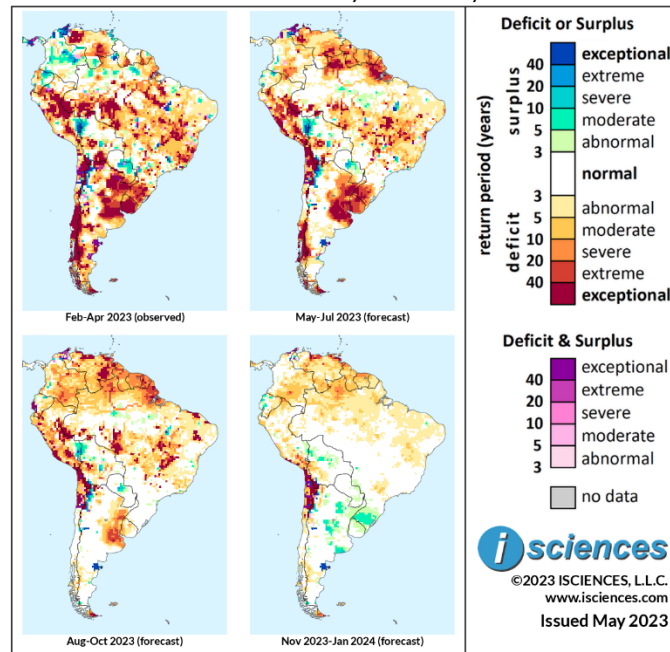 Feb-Apr 2023 (observed)
May-Jul 2023 (forecast)
Aug-Oct 2023 (forecast)
Nov 2023-Jan 2024 (forecast)
Deficit or Surplus
return period (years)
surplus
deficit
exceptional
40
extreme
20
severe
10
moderate
5
abnormal
3
normal
3
abnormal
5
moderate
10
severe
20
extreme
40
exceptional
Deficit & Surplus
exceptional
40
extreme
20
severe
10
moderate
5
abnormal
3
no data
i sciences
©2023 ISCIENCES, L.L.C.
www.isciences.com
Issued May 2023